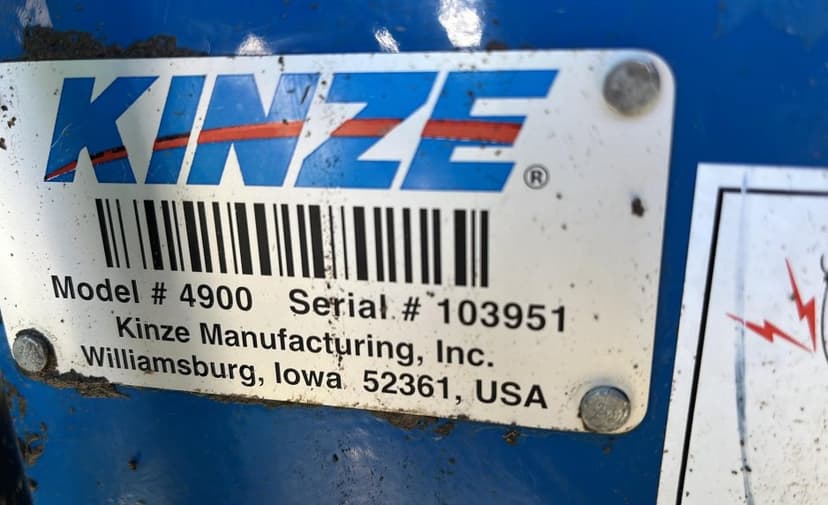 KINZE®
Model # 4900 Serial # 103951
Kinze Manufacturing, Inc.
Williamsburg, Iowa 52361, USA